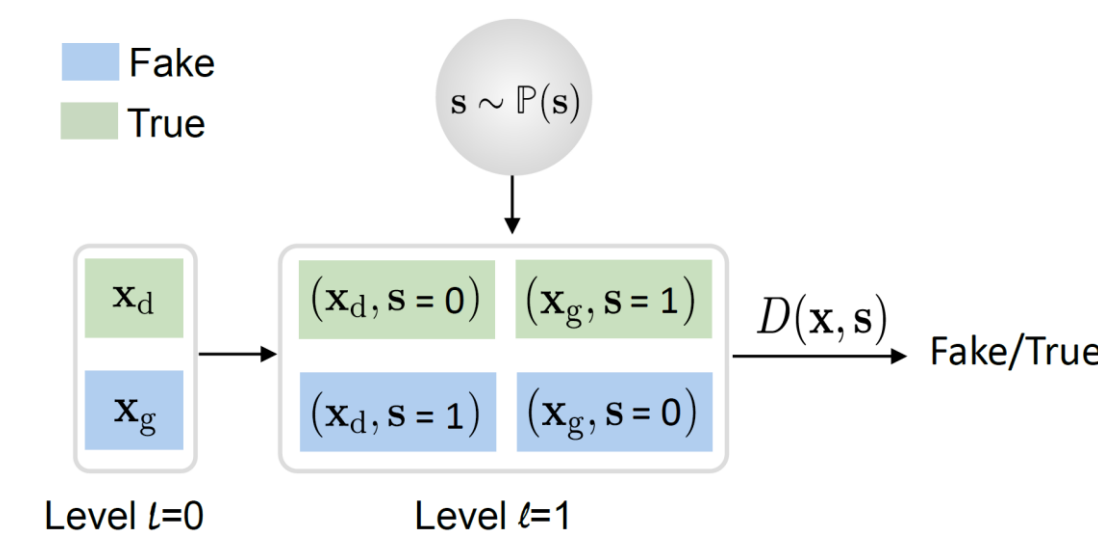 Fake
True
s ∼ ℙ(s)
x_d
(x_d, s = 0) (x_g, s = 1)
D(x, s)
Fake/True
x_g
(x_d, s = 1) (x_g, s = 0)
Level ℓ=0
Level ℓ=1